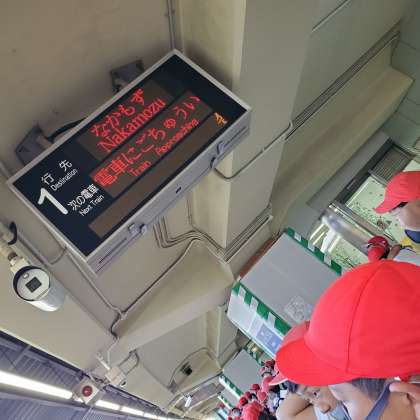 1
行先
Destination
なかもず
Nakamozu
次の電車
Next Train
電車にごちゅうい
Train Approaching